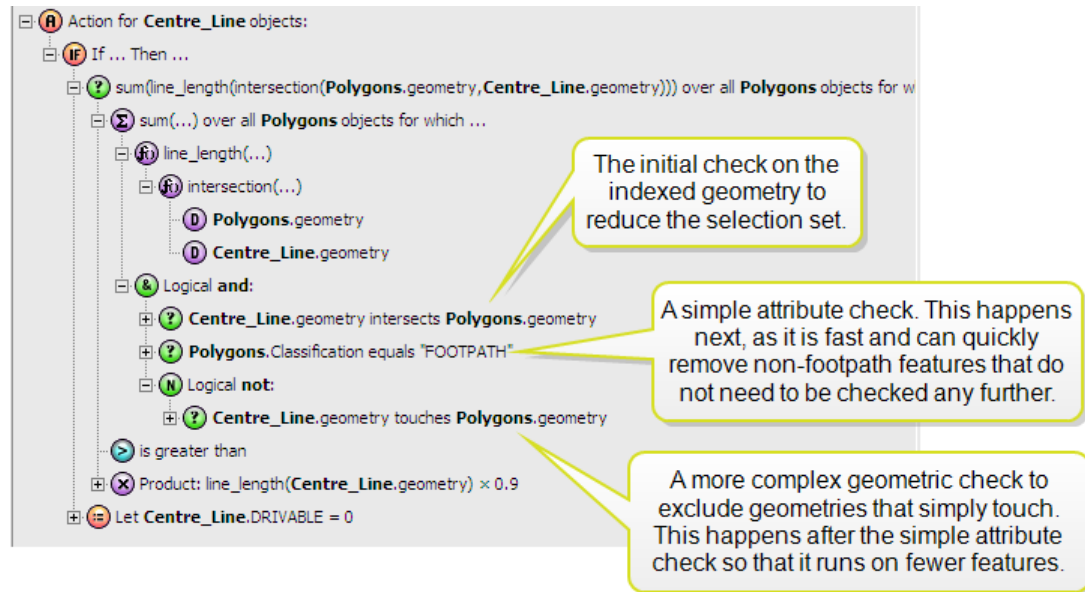 A Action for Centre_Line objects:
IF If ... Then ...
? sum(line_length(intersection(Polygons.geometry,Centre_Line.geometry))) over all Polygons objects for w
Σ sum(...) over all Polygons objects for which ...
f() line_length(...)
f() intersection(...)
D Polygons.geometry
D Centre_Line.geometry
& Logical and:
? Centre_Line.geometry intersects Polygons.geometry
? Polygons.Classification equals "FOOTPATH"
N Logical not:
? Centre_Line.geometry touches Polygons.geometry
> is greater than
× Product: line_length(Centre_Line.geometry) × 0.9
:= Let Centre_Line.DRIVABLE = 0
The initial check on the
indexed geometry to
reduce the selection set.
A simple attribute check. This happens
next, as it is fast and can quickly
remove non-footpath features that do
not need to be checked any further.
A more complex geometric check to
exclude geometries that simply touch.
This happens after the simple attribute
check so that it runs on fewer features.